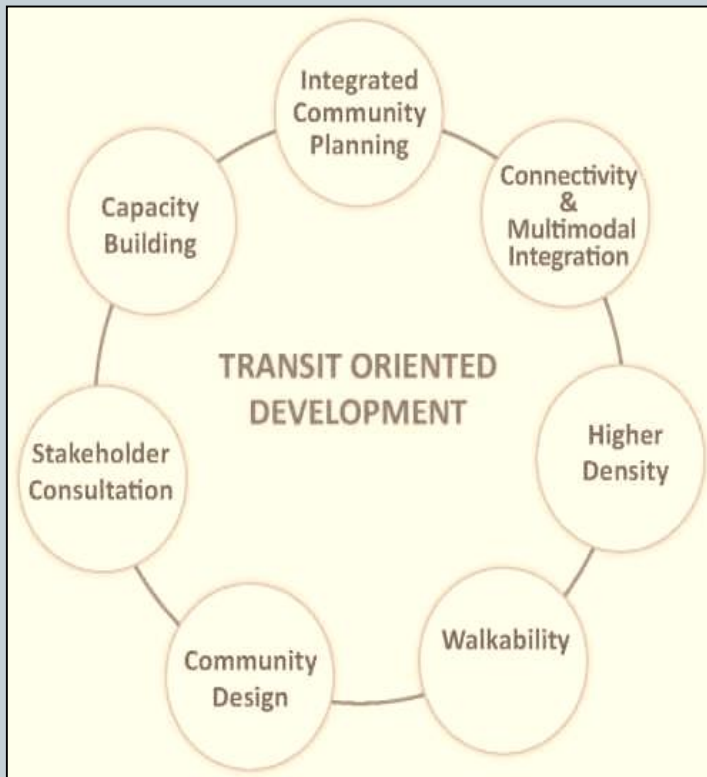 Integrated
Community
Planning
Connectivity
&
Multimodal
Integration
Higher
Density
Walkability
Community
Design
Stakeholder
Consultation
Capacity
Building
TRANSIT ORIENTED
DEVELOPMENT